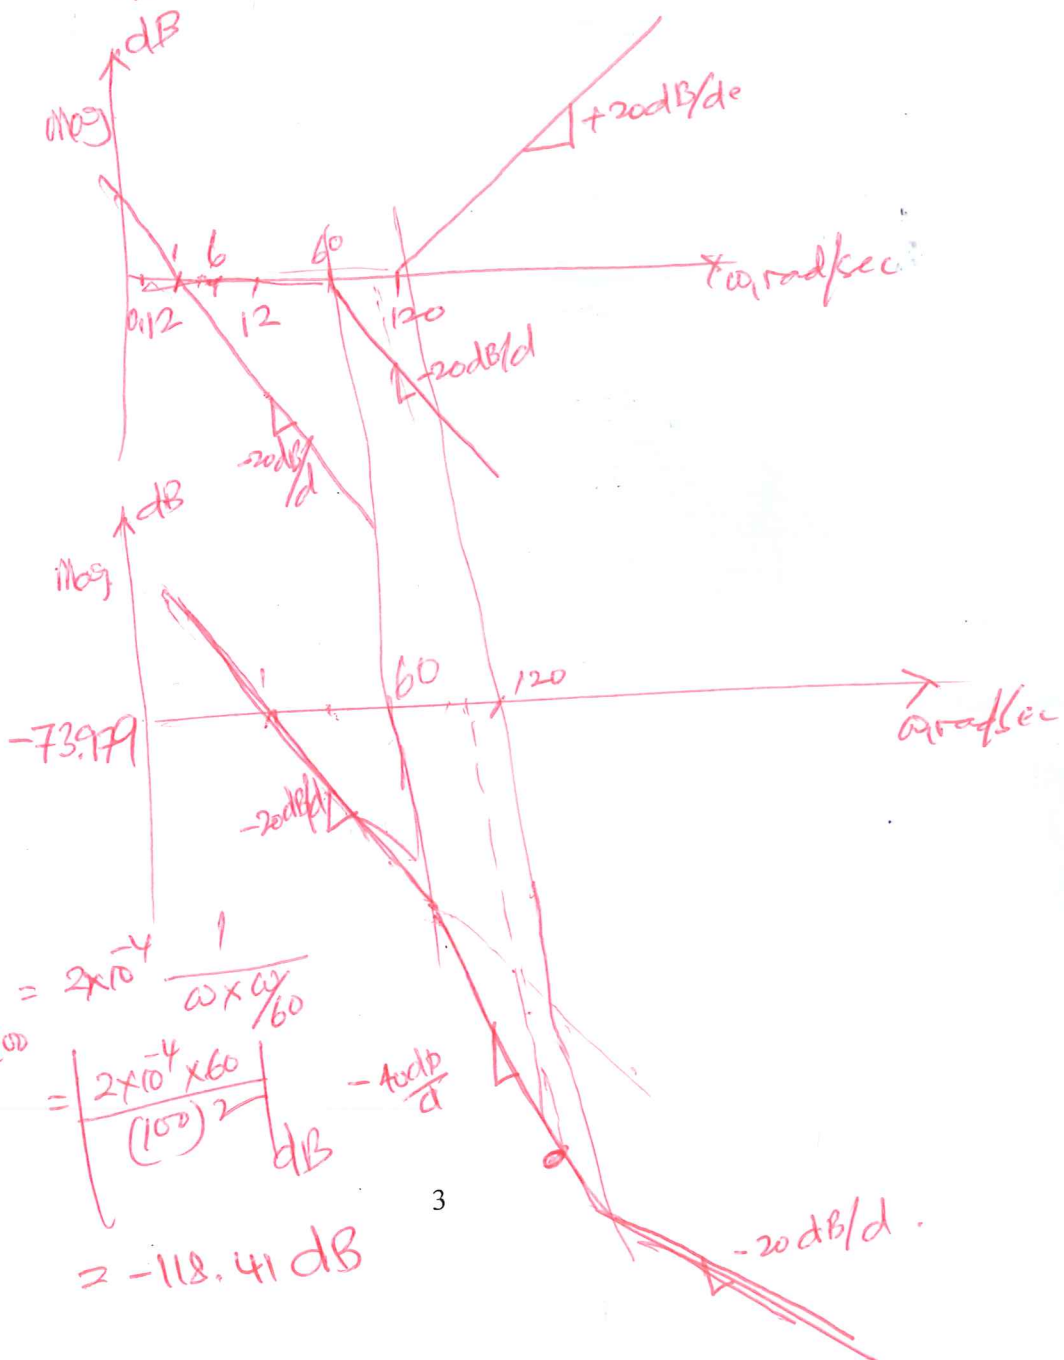 dB
Mag
+20dB/de
1 6 60
ω, rad/sec
0.12 12 120
-20dB/d
-20dB/d
dB
Mag
1 60 120
ω, rad/sec
-73.979
-20dB/d
= 2×10^-4 1/(ω × ω/60)
= |2×10^-4 × 60/(100)^2| dB
-40db/d
3
= -118.41 dB
-20 dB/d.